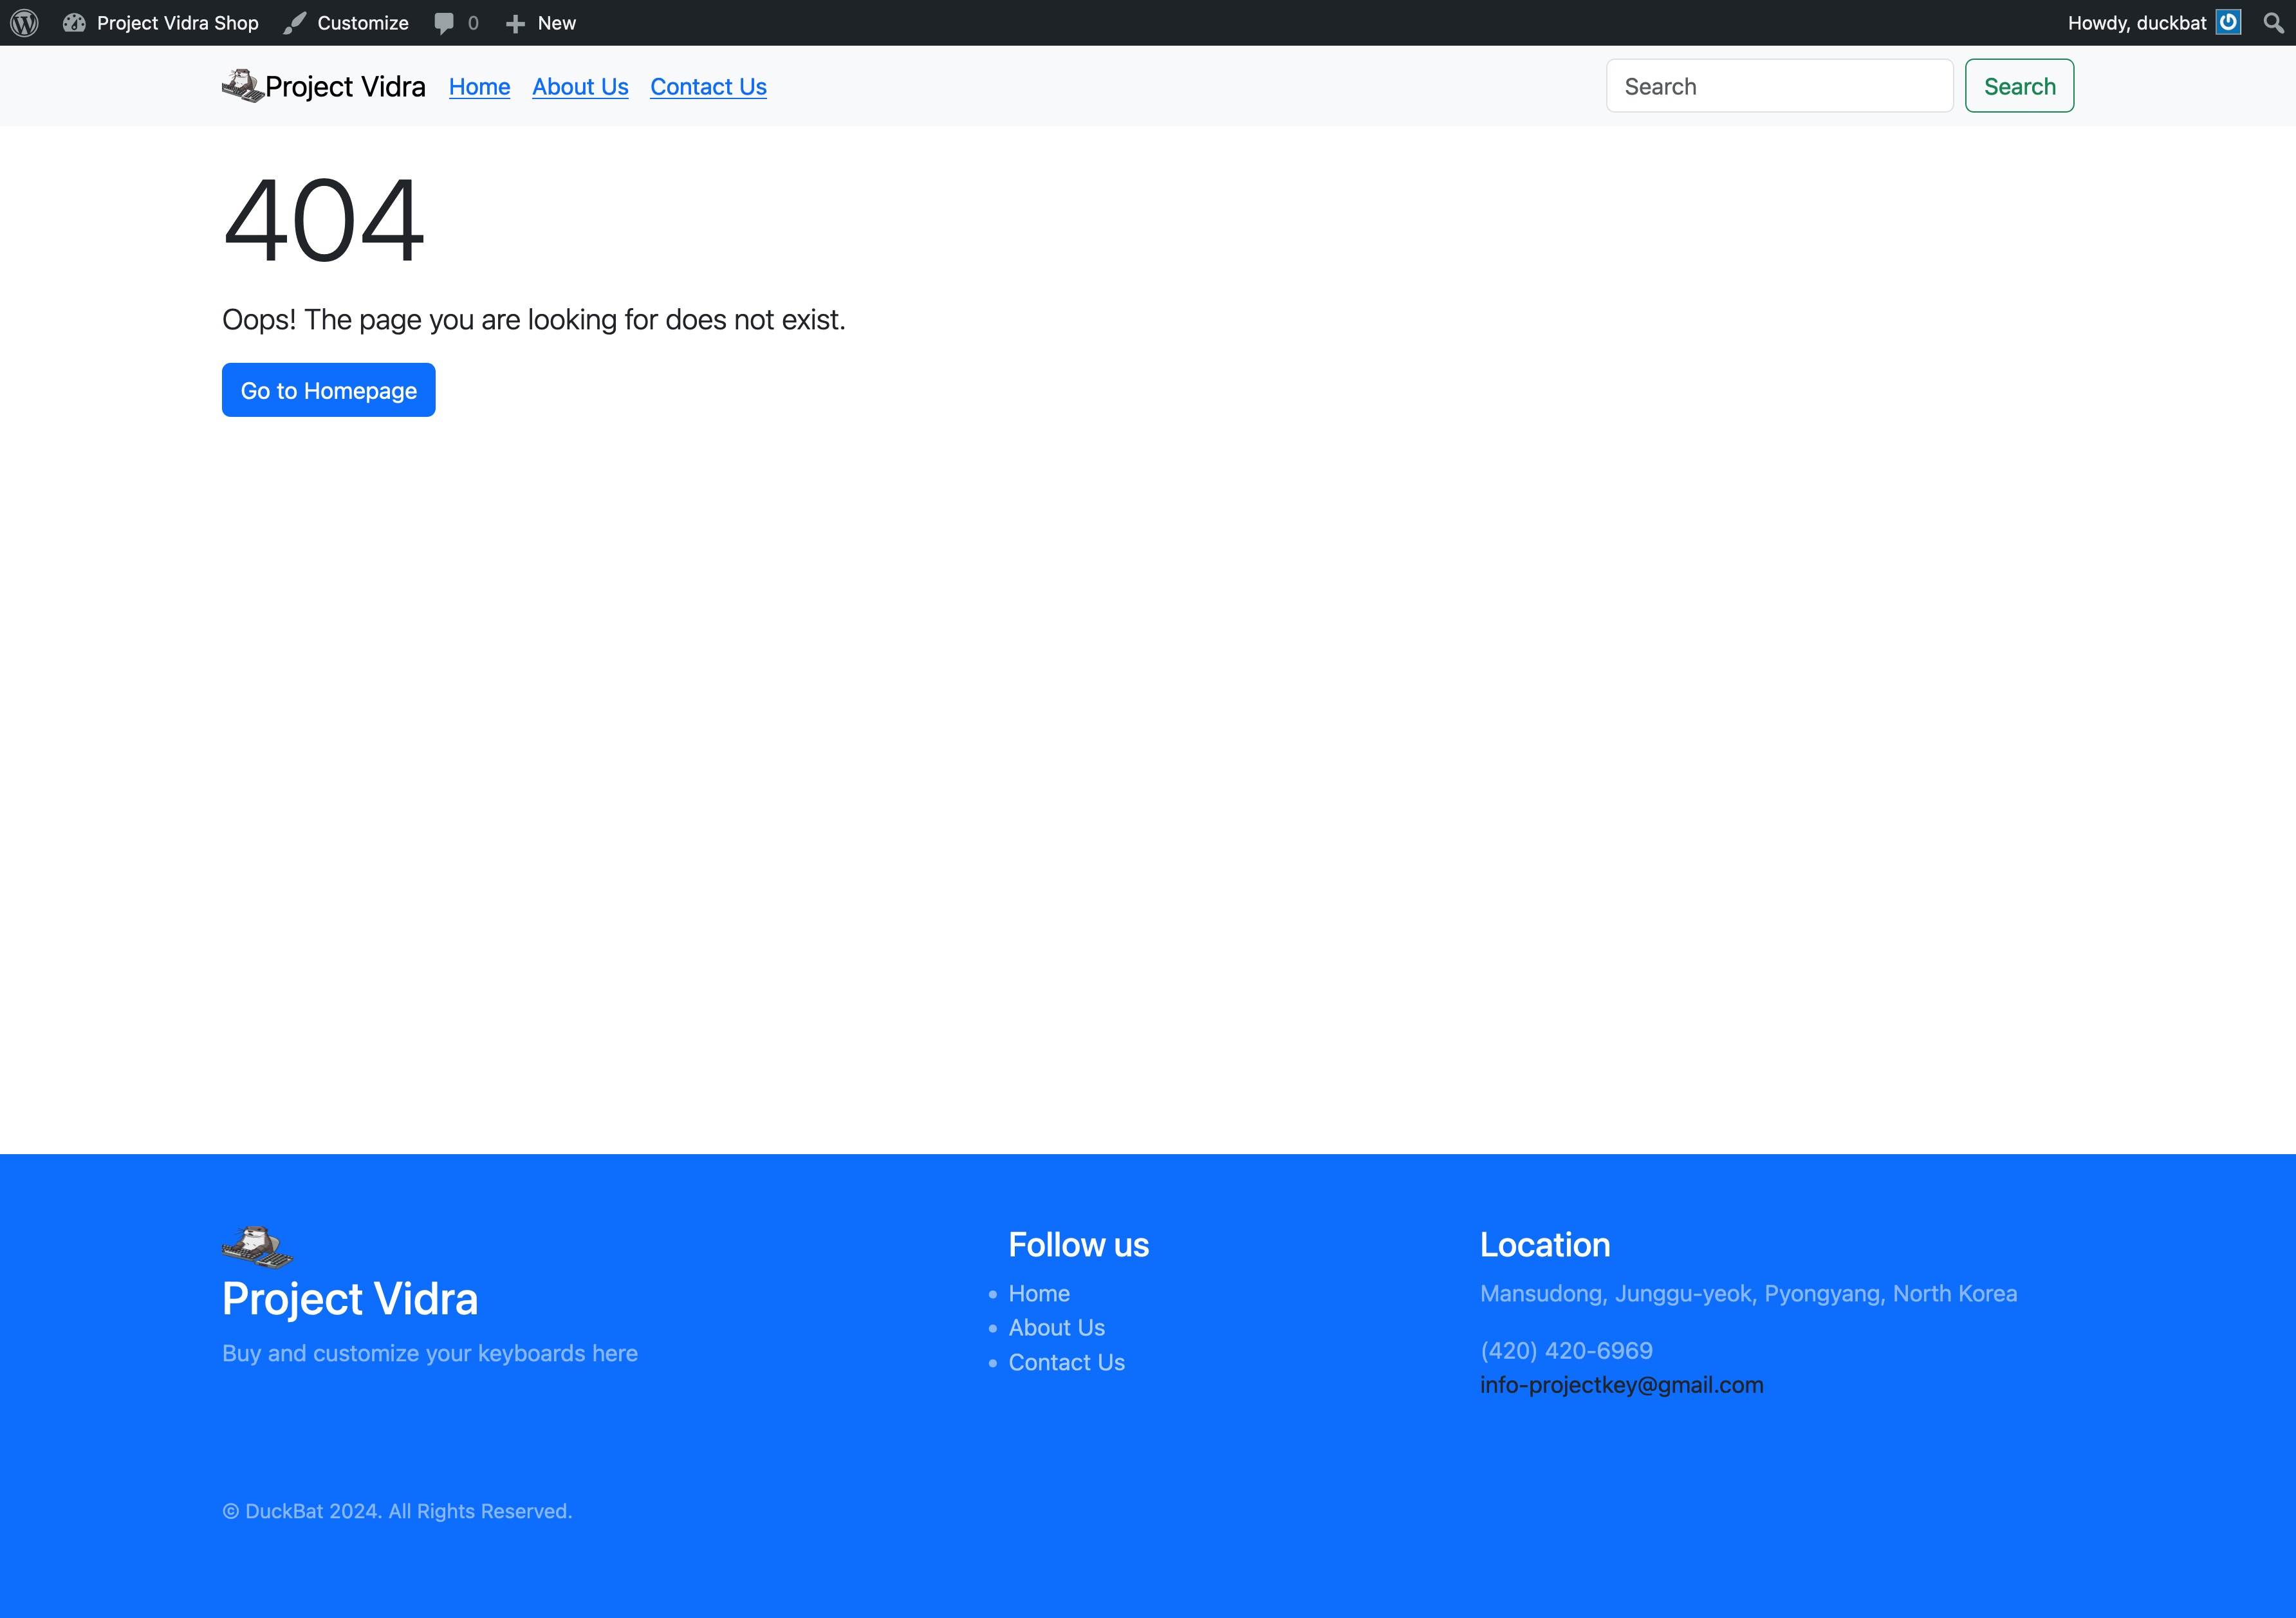 Project Vidra Shop Customize 0 New Howdy, duckbat
Project Vidra Home About Us Contact Us Search Search
404
Oops! The page you are looking for does not exist.
Go to Homepage
Project Vidra
Buy and customize your keyboards here
Follow us
Home
About Us
Contact Us
Location
Mansudong, Junggu-yeok, Pyongyang, North Korea
(420) 420-6969
info-projectkey@gmail.com
© DuckBat 2024. All Rights Reserved.